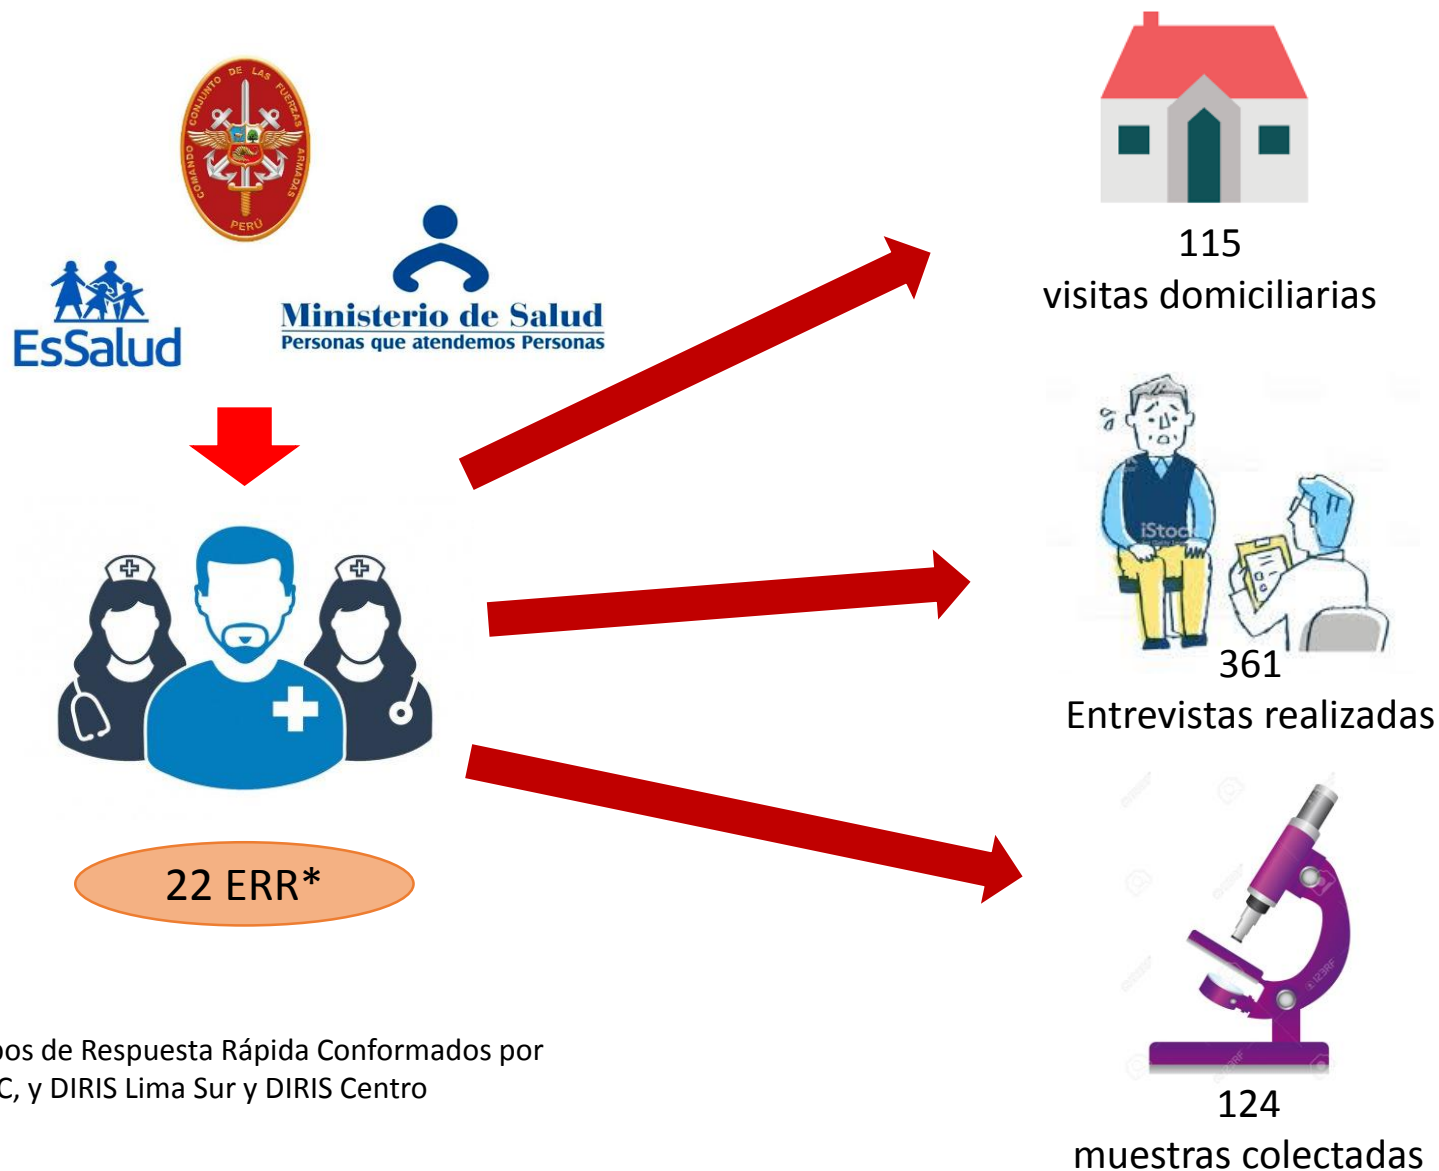 COMANDO CONJUNTO DE LAS FUERZAS ARMADAS
PERÚ
EsSalud
Ministerio de Salud
Personas que atendemos Personas
22 ERR*
de Respuesta Rápida Conformados por
y DIRIS Lima Sur y DIRIS Centro
115
visitas domiciliarias
iStock
361
Entrevistas realizadas
© 123RF
124
muestras colectadas